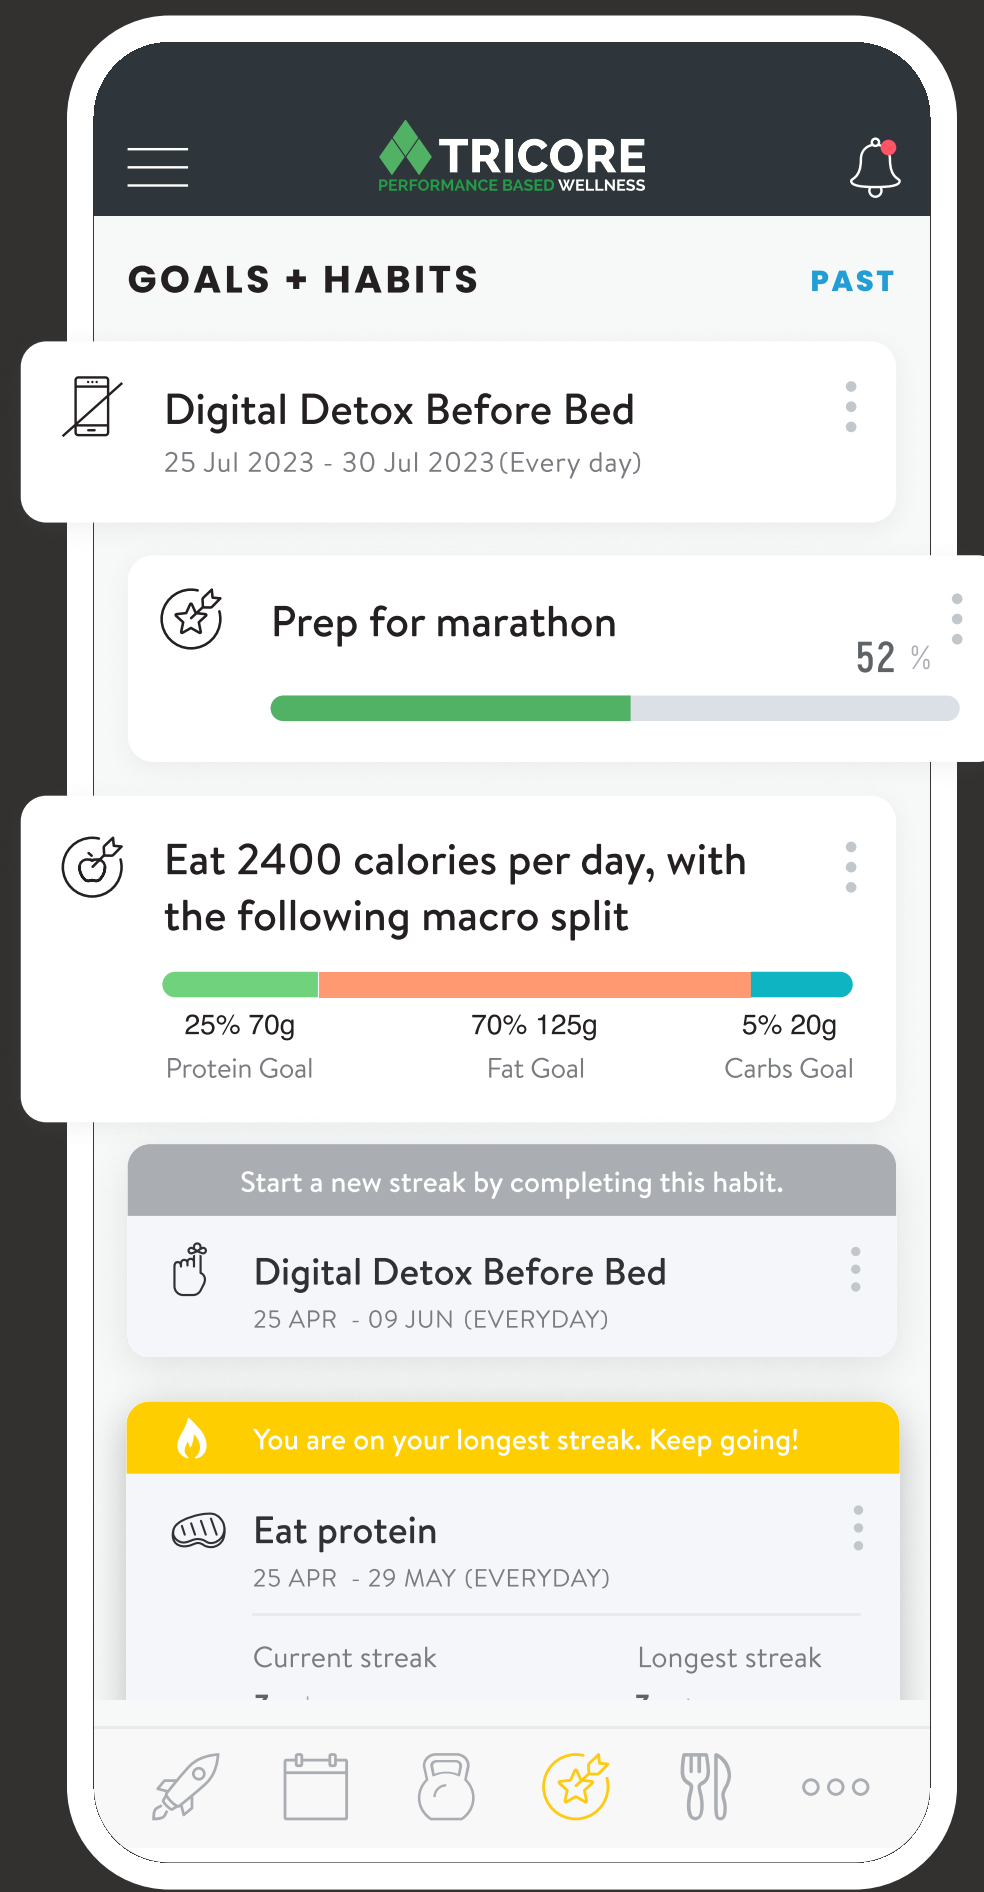 TRICORE
PERFORMANCE BASED WELLNESS
GOALS + HABITS
PAST
Digital Detox Before Bed
25 Jul 2023 - 30 Jul 2023(Every day)
Prep for marathon
52 %
Eat 2400 calories per day, with
the following macro split
25% 70g
70% 125g
5% 20g
Protein Goal
Fat Goal
Carbs Goal
Start a new streak by completing this habit.
Digital Detox Before Bed
25 APR - 09 JUN (EVERYDAY)
You are on your longest streak. Keep going!
Eat protein
25 APR - 29 MAY (EVERYDAY)
Current streak
Longest streak